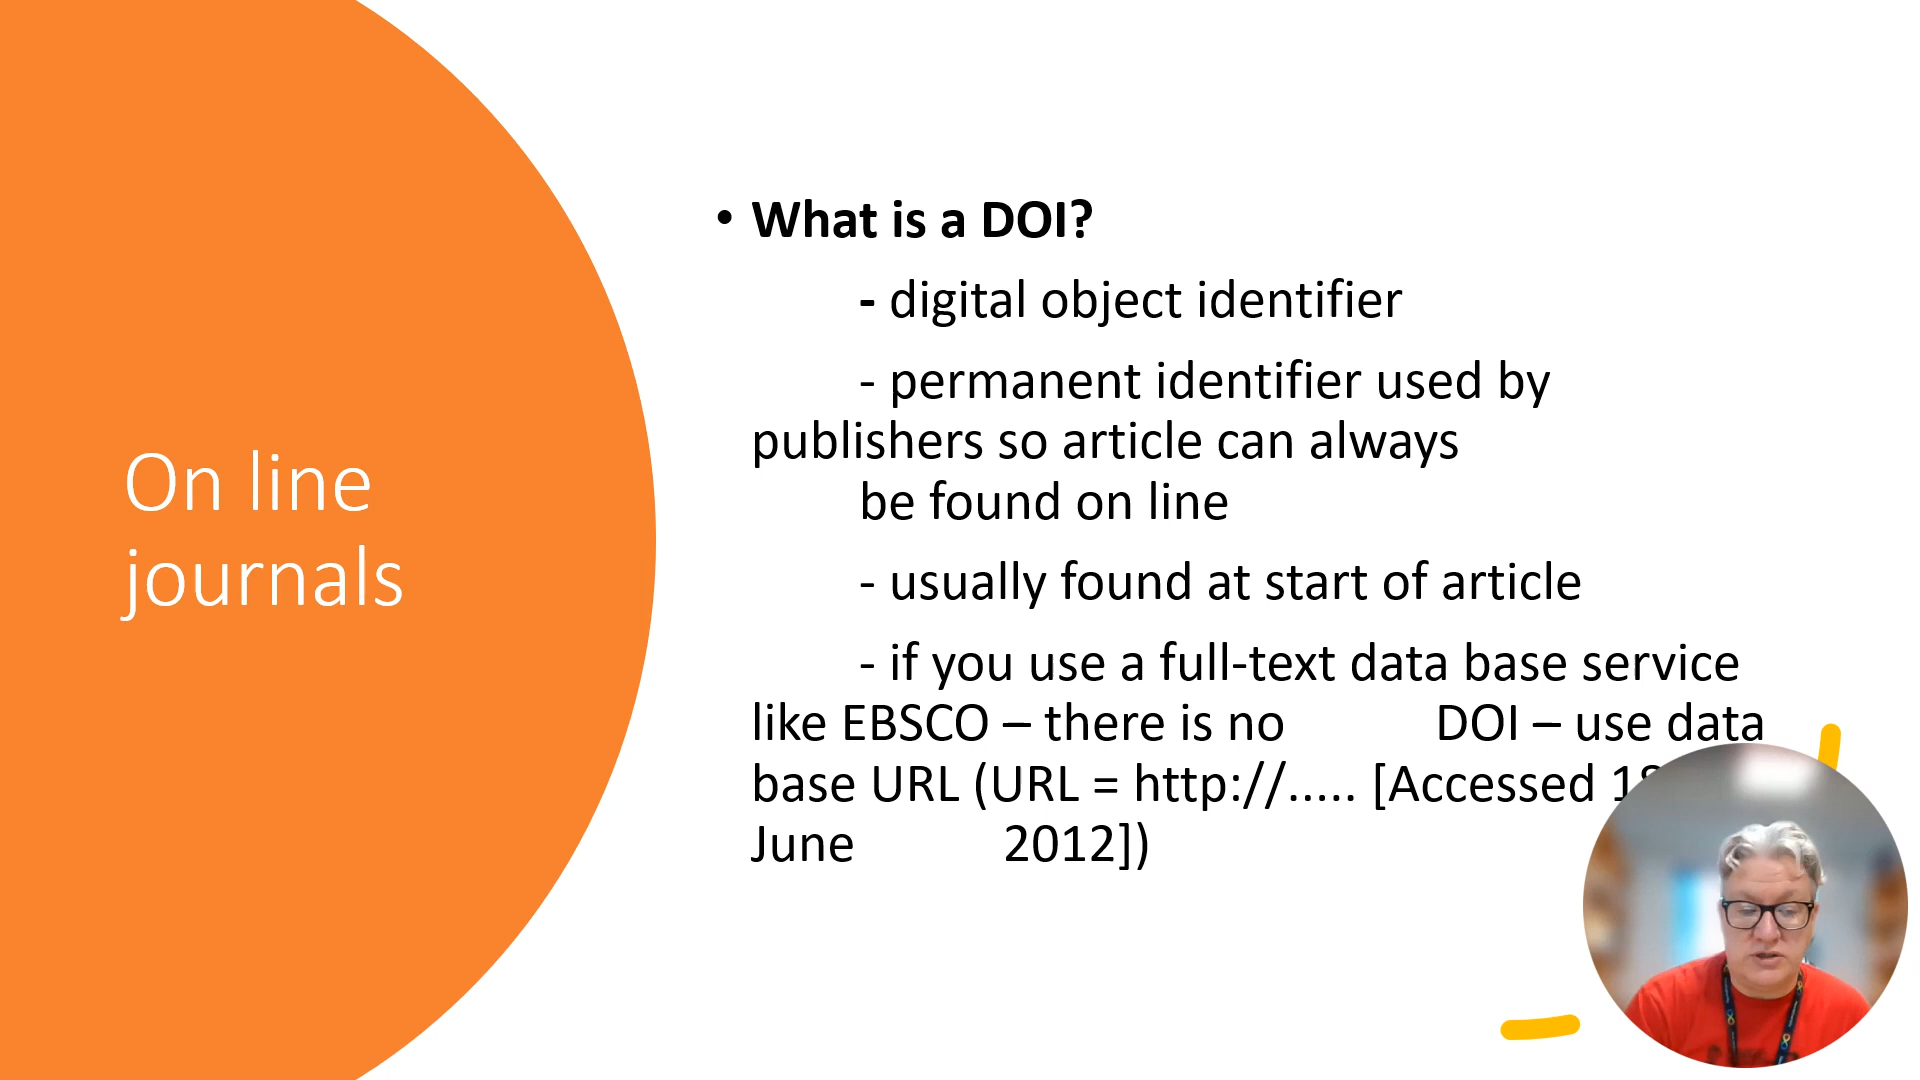 On line
journals
• What is a DOI?
- digital object identifier
- permanent identifier used by
publishers so article can always
be found on line
- usually found at start of article
- if you use a full-text data base service
like EBSCO – there is no DOI – use data
base URL (URL = http://..... [Accessed
June 2012])